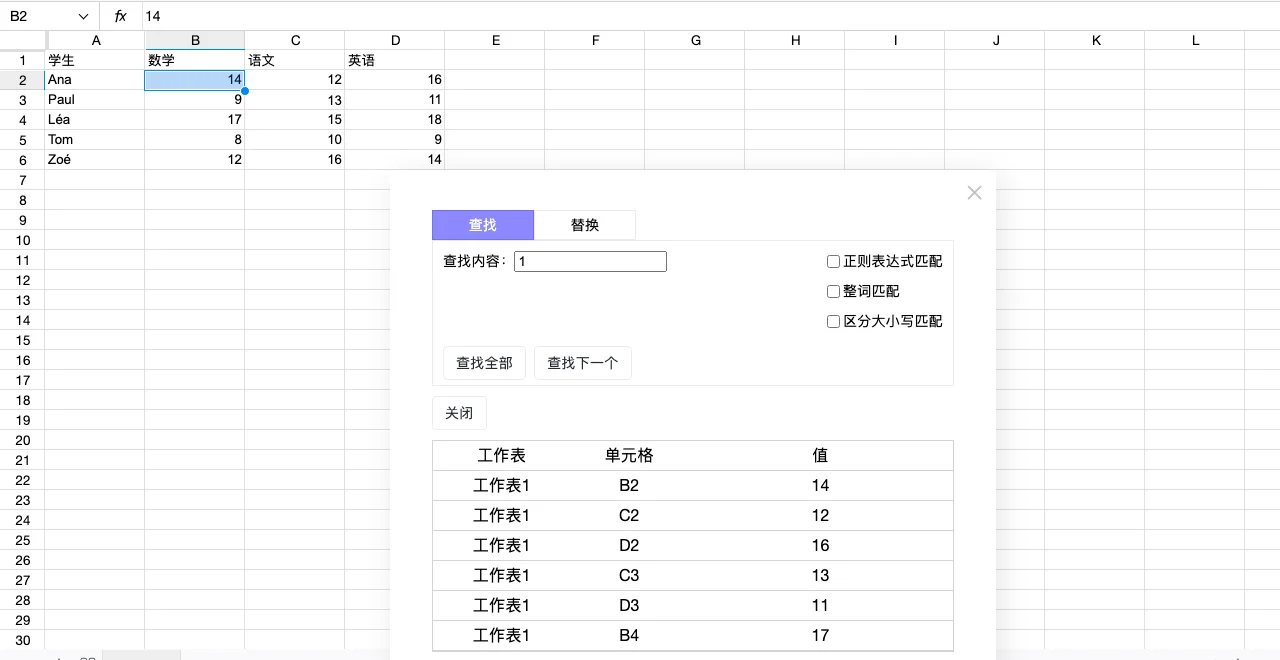 B2 fx 14
A B C D E F G H I J K L
1 学生 数学 语文 英语
2 Ana 14 12 16
3 Paul 9 13 11
4 Léa 17 15 18
5 Tom 8 10 9
6 Zoé 12 16 14
7
8
9
10
11
12
13
14
15
16
17
18
19
20
21
22
23
24
25
26
27
28
29
30
查找 替换
查找内容： 1 正则表达式匹配
整词匹配
区分大小写匹配
查找全部 查找下一个
关闭
工作表 单元格 值
工作表1 B2 14
工作表1 C2 12
工作表1 D2 16
工作表1 C3 13
工作表1 D3 11
工作表1 B4 17